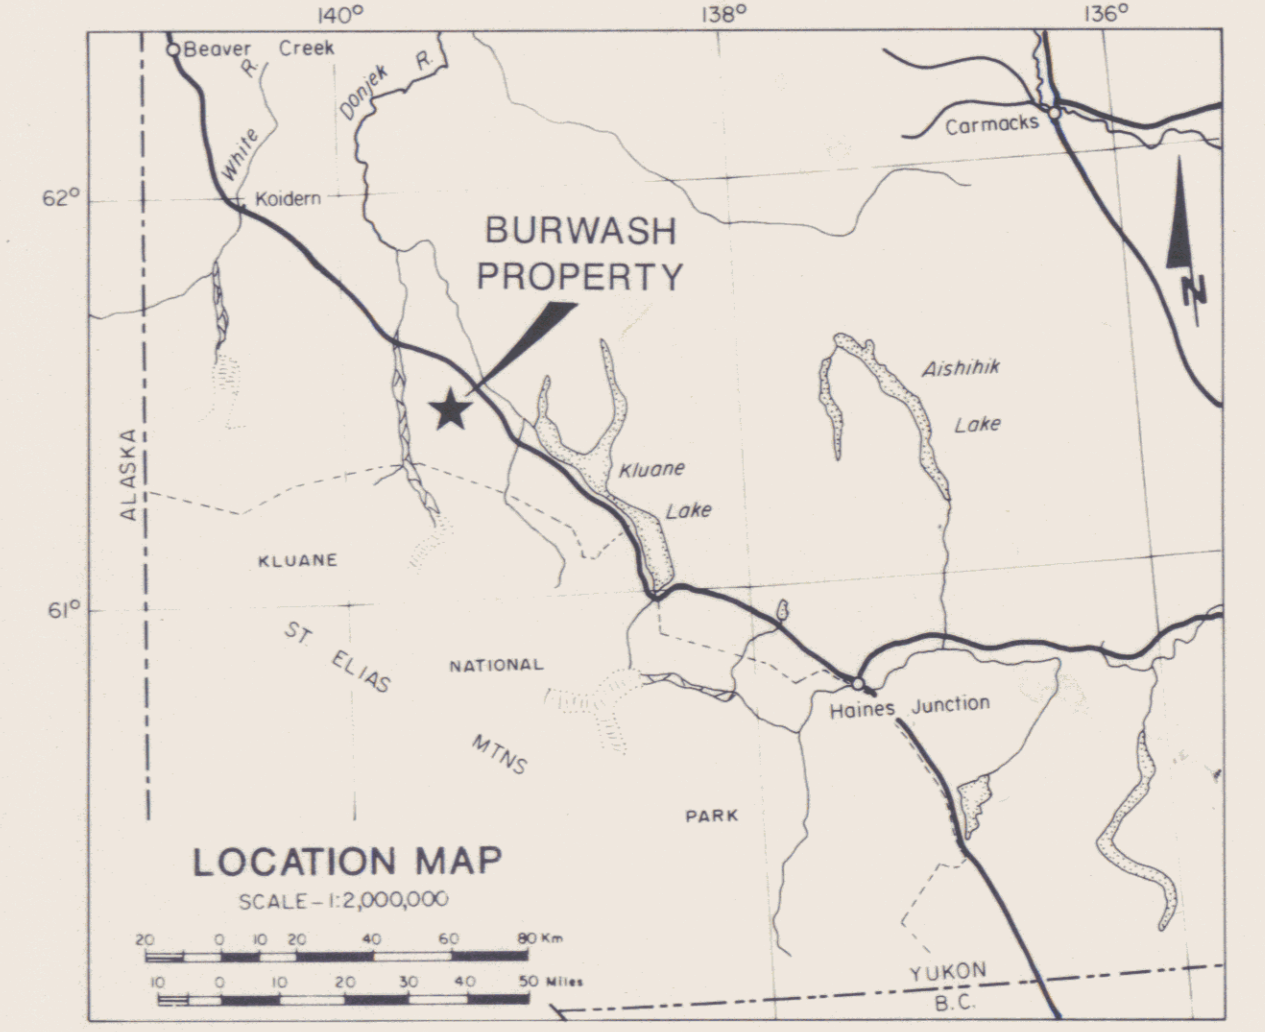 140°
138°
136°
Beaver Creek
White R.
Donjek R.
Carmacks
62°
Koidern
BURWASH
PROPERTY
N
Aishihik
Lake
Kluane
Lake
ALASKA
KLUANE
61°
ST. ELIAS
NATIONAL
MTNS
Haines Junction
PARK
LOCATION MAP
SCALE – 1:2,000,000
20 0 10 20 40 60 80 Km
10 0 10 20 30 40 50 Miles
YUKON
B.C.